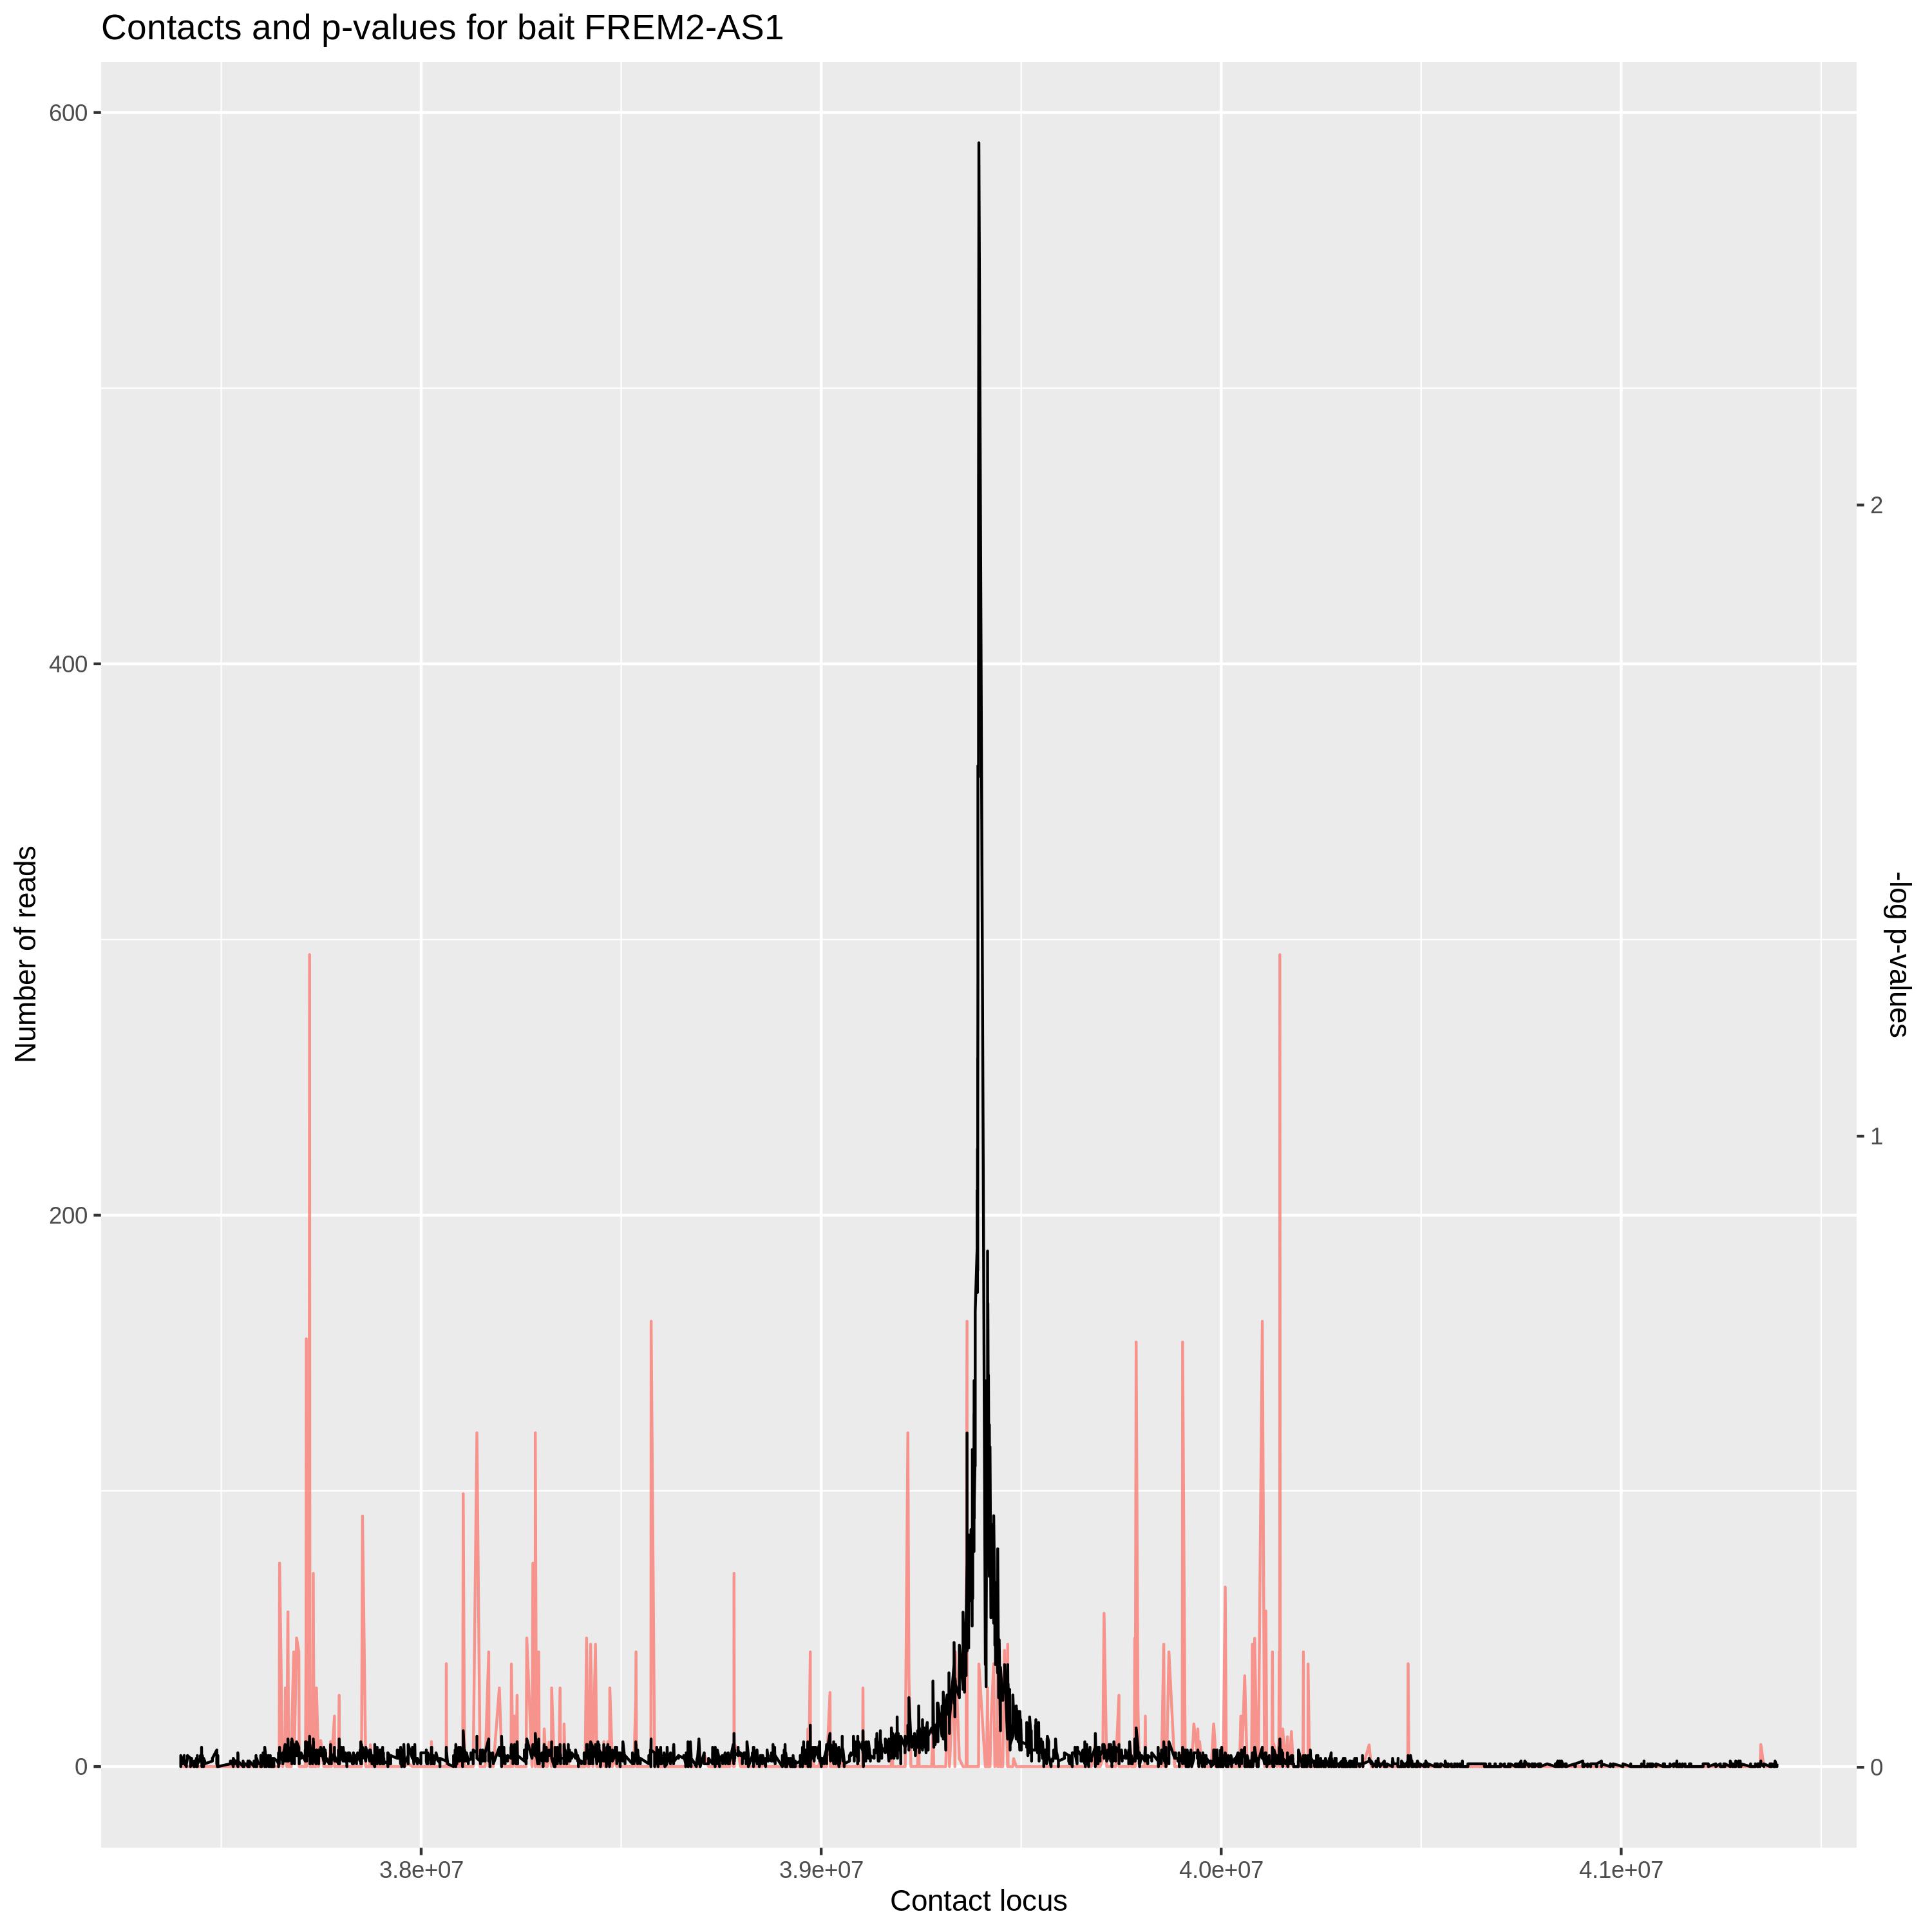 Contacts and p-values for bait FREM2-AS1
600
400
200
0
Number of reads
2
1
0
-log p-values
3.8e+07
3.9e+07
4.0e+07
4.1e+07
Contact locus